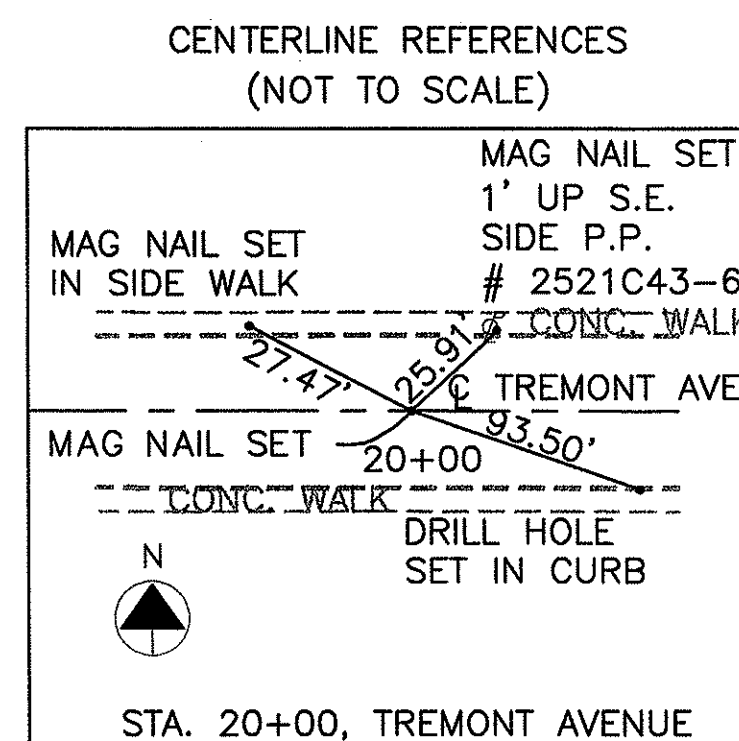 CENTERLINE REFERENCES
(NOT TO SCALE)
MAG NAIL SET
1' UP S.E.
SIDE P.P.
# 2521C43-6
MAG NAIL SET
IN SIDE WALK
CONC. WALK
27.47'
25.91'
℄ TREMONT AVE
93.50'
MAG NAIL SET
20+00
CONC. WALK
DRILL HOLE
SET IN CURB
N
STA. 20+00, TREMONT AVENUE